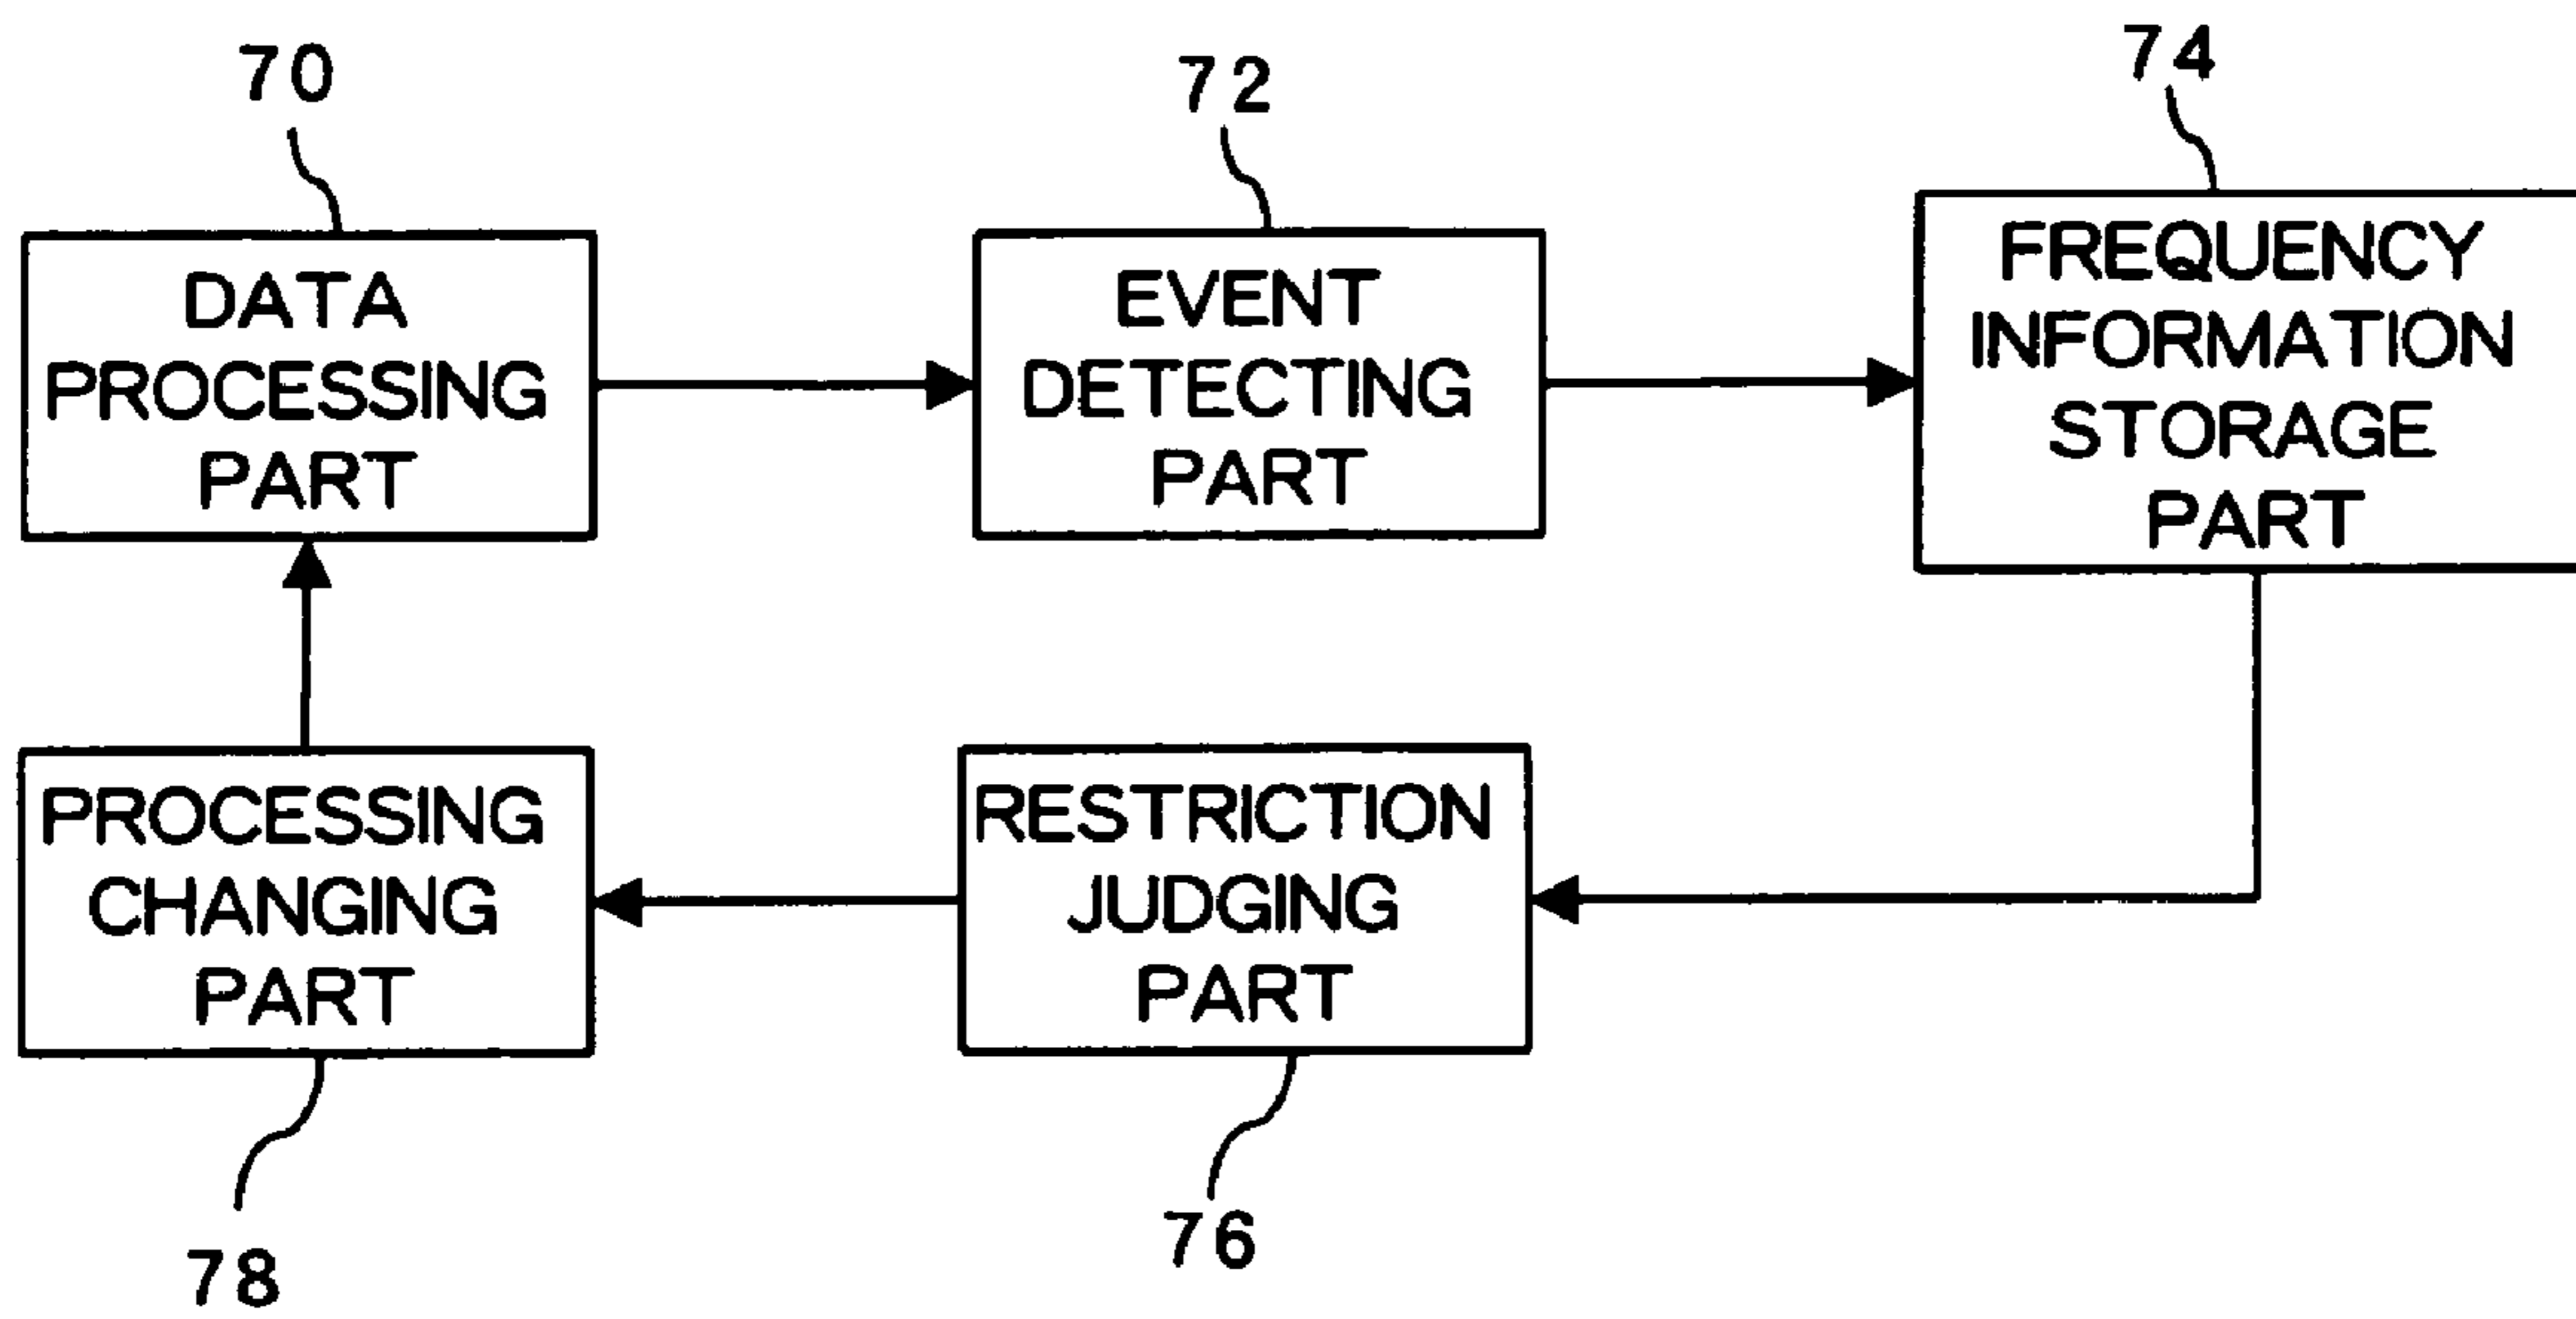 70
DATA
PROCESSING
PART
72
EVENT
DETECTING
PART
74
FREQUENCY
INFORMATION
STORAGE
PART
PROCESSING
CHANGING
PART
78
RESTRICTION
JUDGING
PART
76